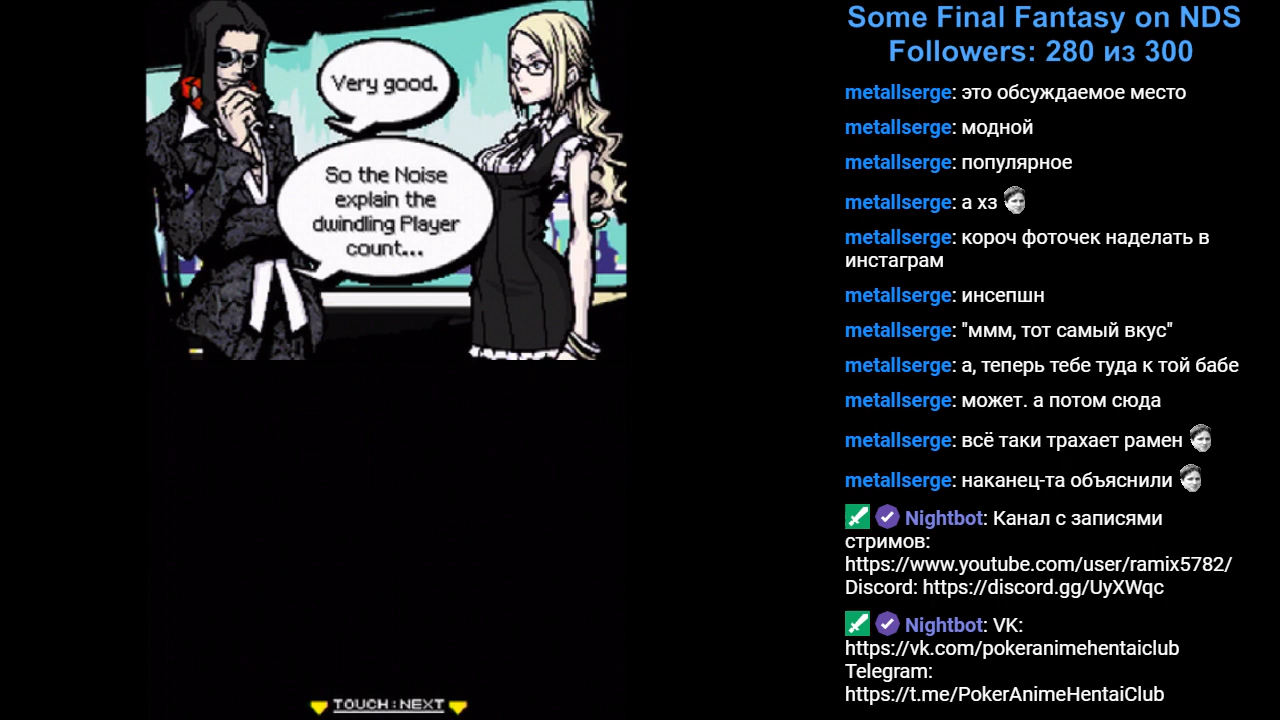 Very good.
So the Noise
explain the
dwindling Player
count...
TOUCH:NEXT
Some Final Fantasy on NDS
Followers: 280 из 300
metallserge: это обсуждаемое место
metallserge: модной
metallserge: популярное
metallserge: а хз
metallserge: короч фоточек наделать в
инстаграм
metallserge: инсепшн
metallserge: "ммм, тот самый вкус"
metallserge: а, теперь тебе туда к той бабе
metallserge: может. а потом сюда
metallserge: всё таки трахает рамен
metallserge: наканец-та объяснили
Nightbot: Канал с записями
стримов:
https://www.youtube.com/user/ramix5782/
Discord: https://discord.gg/UyXWqc
Nightbot: VK:
https://vk.com/pokeranimehentaiclub
Telegram:
https://t.me/PokerAnimeHentaiClub